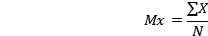 Mx = ∑X/N